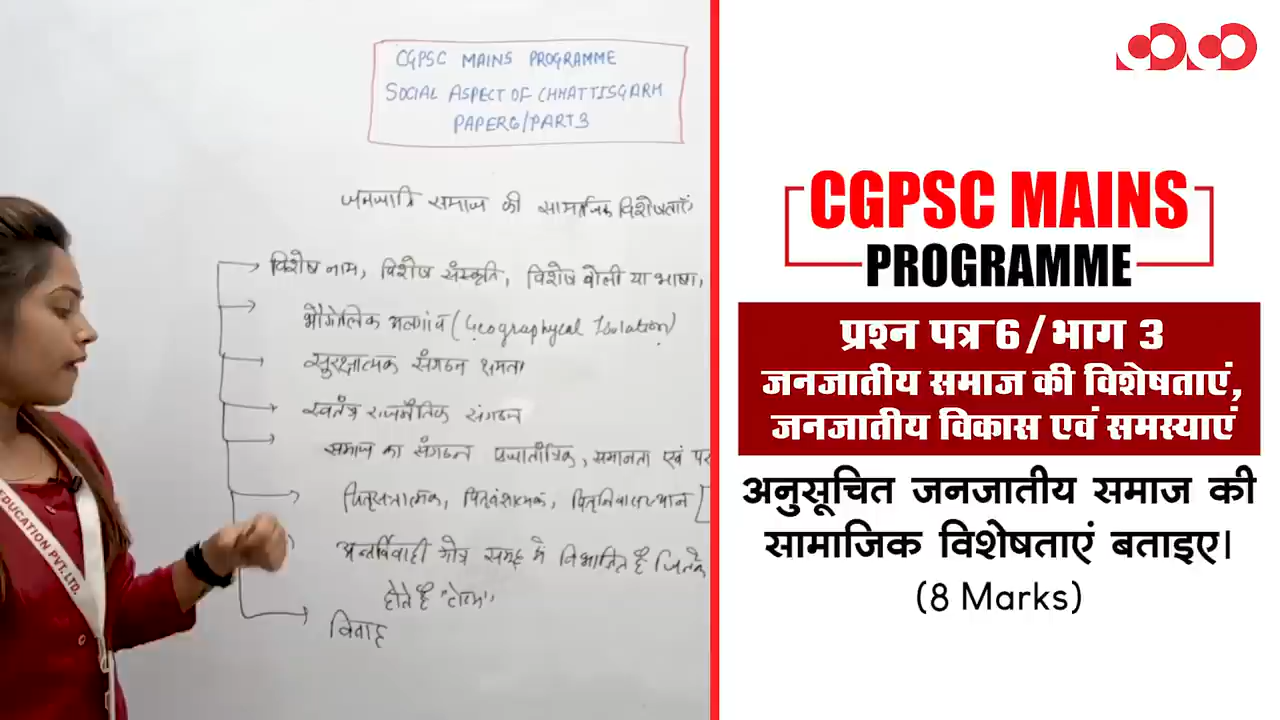 CGPSC MAINS PROGRAMME
SOCIAL ASPECT OF CHHATTISGARH
PAPER6/PART3
जनजाति समाज की सामाजिक विशेषताएं
विशेष नाम, विशेष संस्कृति, विशेष बोली या भाषा,
भौगोलिक अलगांव (Geographycal Isolation)
सुरक्षात्मक संगठन क्षमता
स्वतंत्र राजनैतिक संगठन
समाज का संगठन प्रजातांत्रिक, समानता एवं
पितृसत्तात्मक, पितृवंशात्मक, पितृनिवासस्थान
अन्तर्विवाही गोत्र समूह में विभाजित है जिनके
होते है "टोटम"
विवाह
EDUCATION PVT. LTD.
CGPSC MAINS
PROGRAMME
प्रश्न पत्र 6 / भाग 3
जनजातीय समाज की विशेषताएं,
जनजातीय विकास एवं समस्याएं
अनुसूचित जनजातीय समाज की
सामाजिक विशेषताएं बताइए।
(8 Marks)